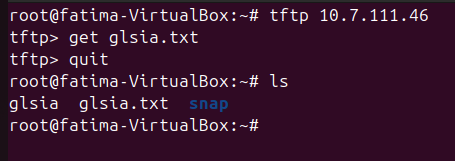 root@fatima-VirtualBox:~# tftp 10.7.111.46
tftp> get glsia.txt
tftp> quit
root@fatima-VirtualBox:~# ls
glsia  glsia.txt  snap
root@fatima-VirtualBox:~#